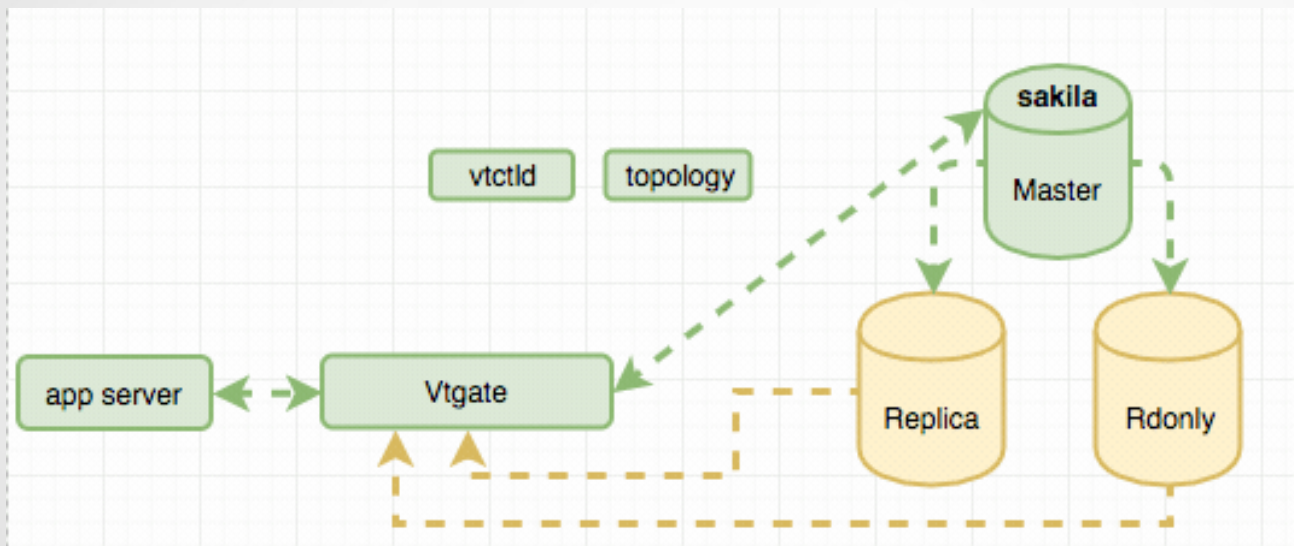 sakila
Master
vtctld
topology
app server
Vtgate
Replica
Rdonly